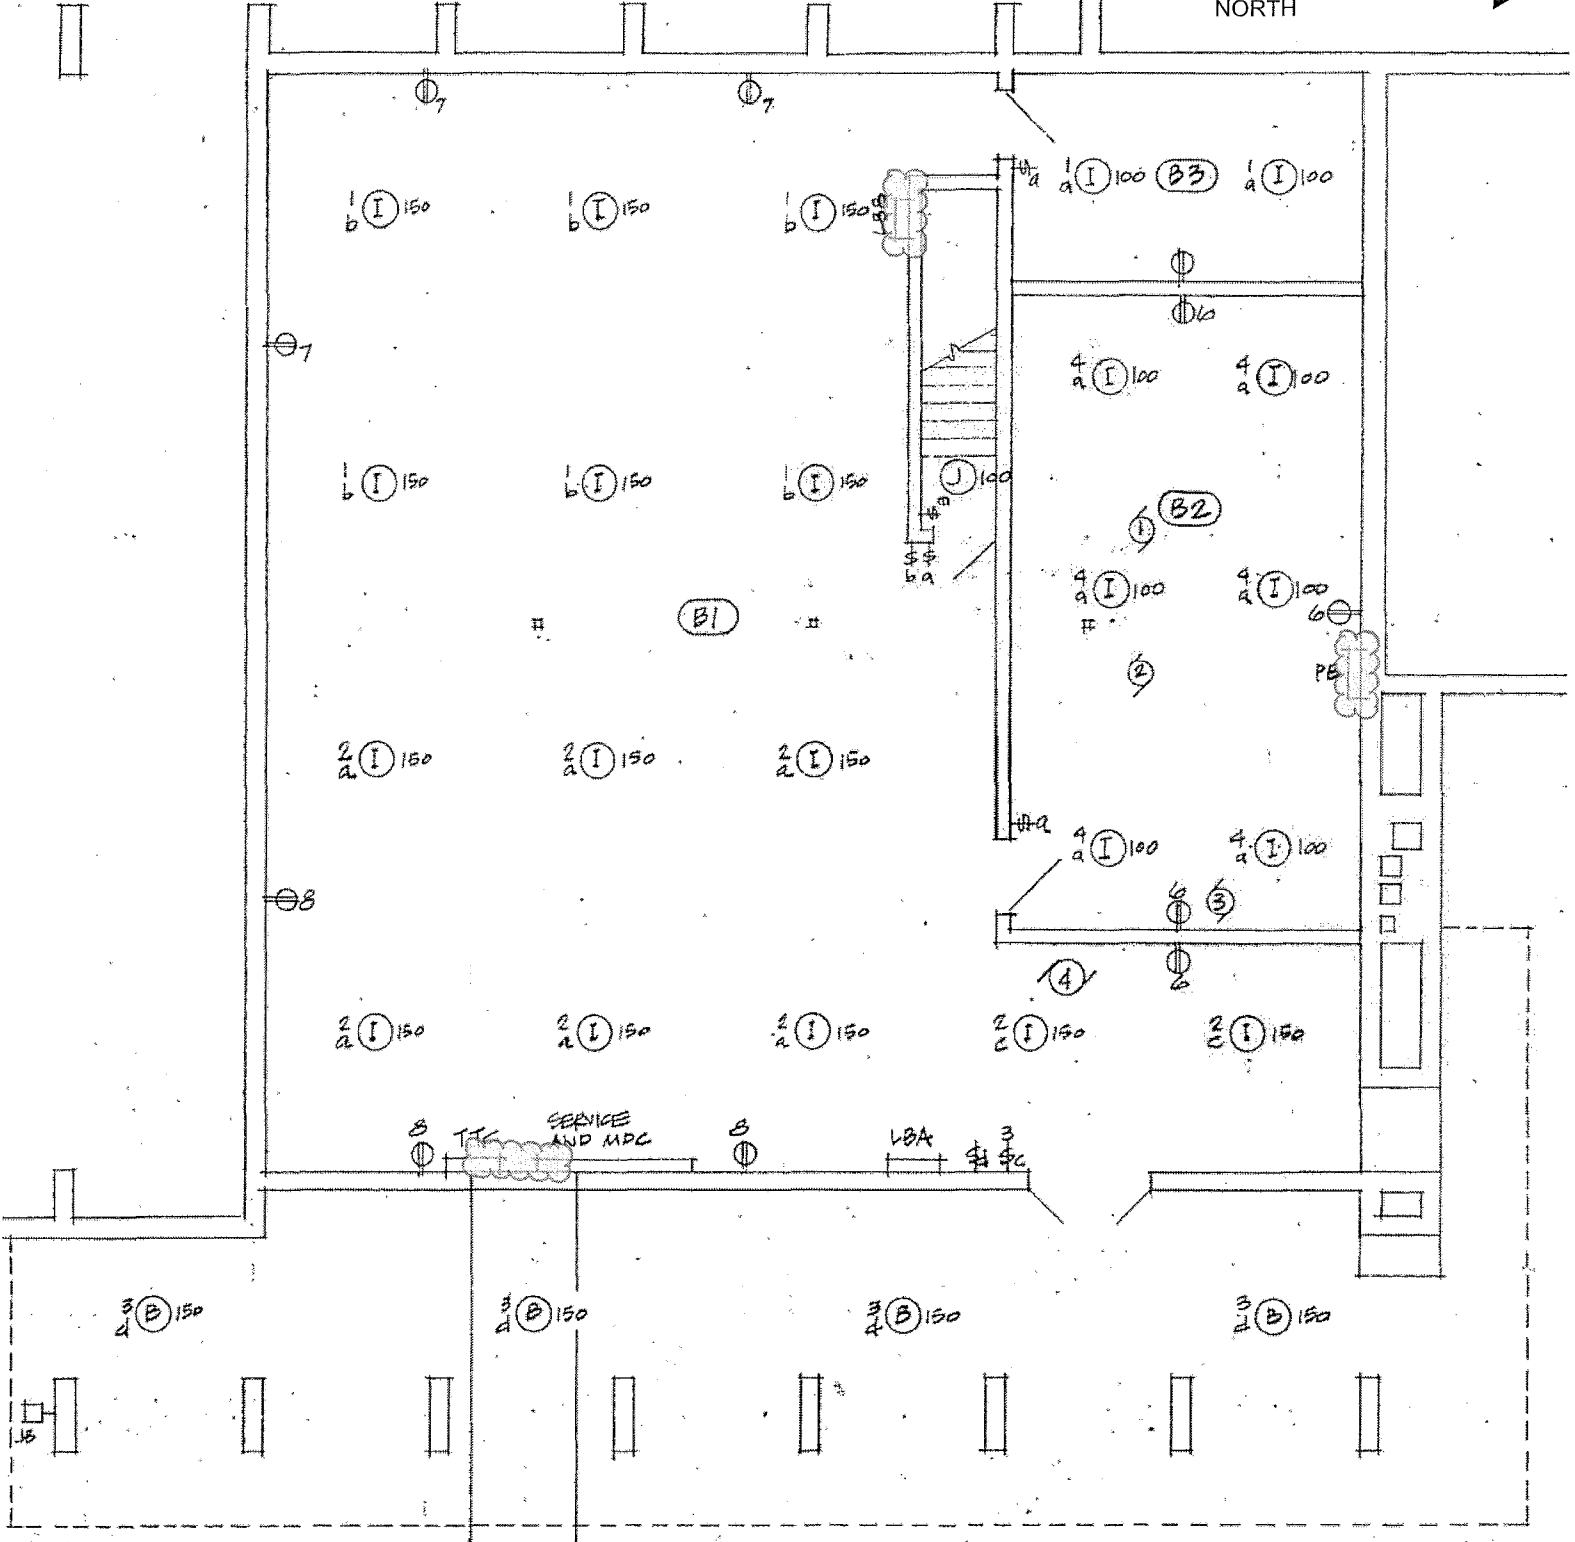 NORTH
7 7
1 a I 100 B3 1 a I 100
$ a
1 b I 150 1 b I 150 1 b I 150 LBB
7 6
4 a I 100 4 a I 100
1 b I 150 1 b I 150 1 b I 150 J 100
$ 3 B2
1
$ $
b a
4 a I 100 4 a I 100
B1 6
2 PB
2 a I 150 2 a I 150 2 a I 150
$ a
4 a I 100 4 a I 100
8 6 3
4 6
2 a I 150 2 a I 150 2 a I 150 2 c I 150 2 c I 150
8 TTC SERVICE
AND MDC 8 LBA 3
$d $c
3 d B 150 3 d B 150 3 d B 150 3 d B 150
JB